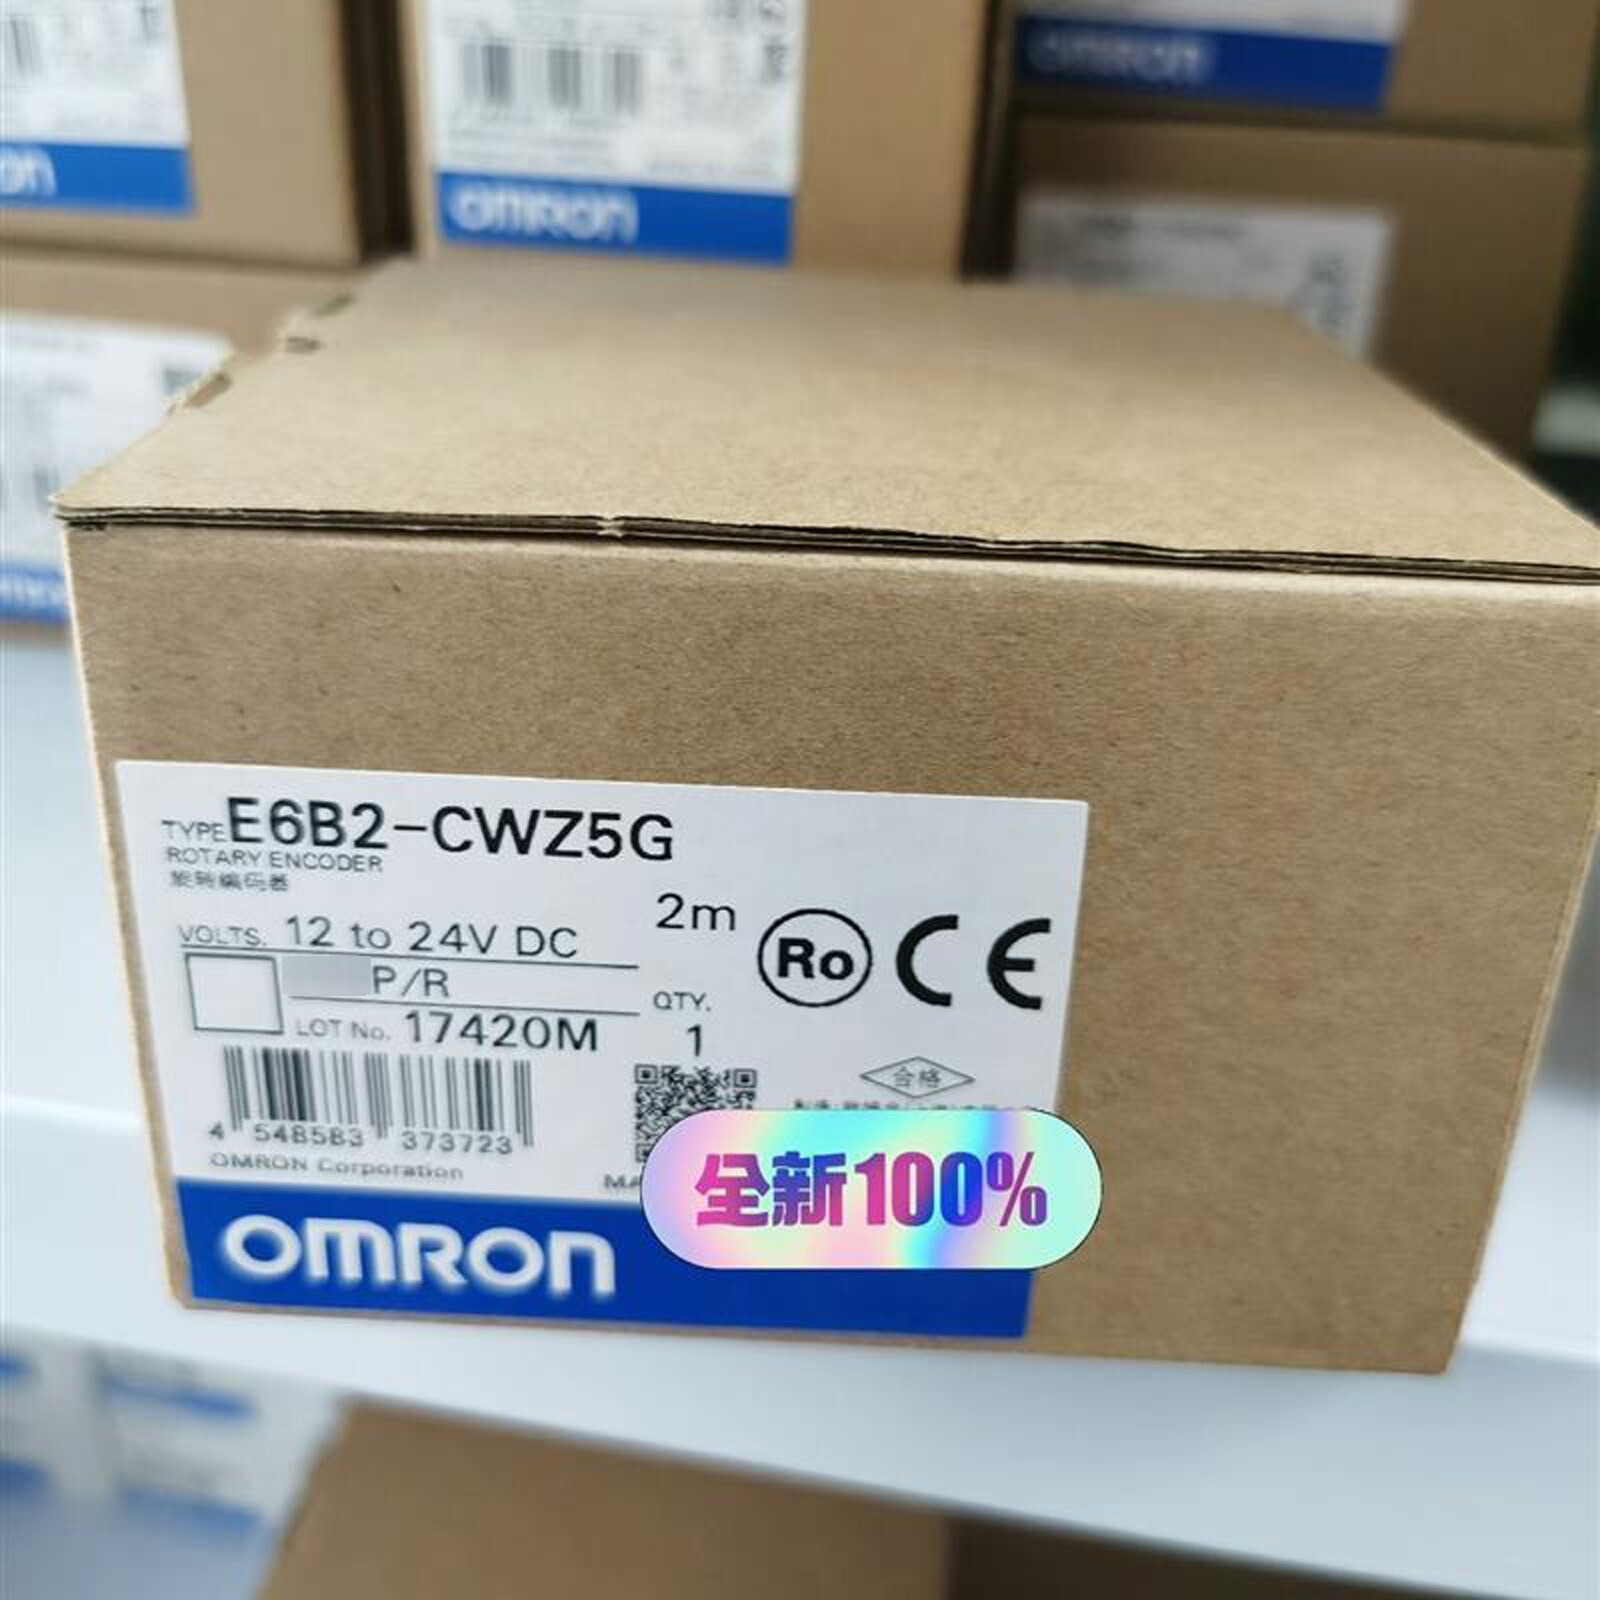 OMRON
OMRON
TYPE E6B2-CWZ5G
ROTARY ENCODER
旋转编码器
2m
VOLTS. 12 to 24V DC
P/R
QTY.
LOT No. 17420M
1
Ro CE
合格
4 548583 373723
OMRON Corporation
全新100%
OMRON